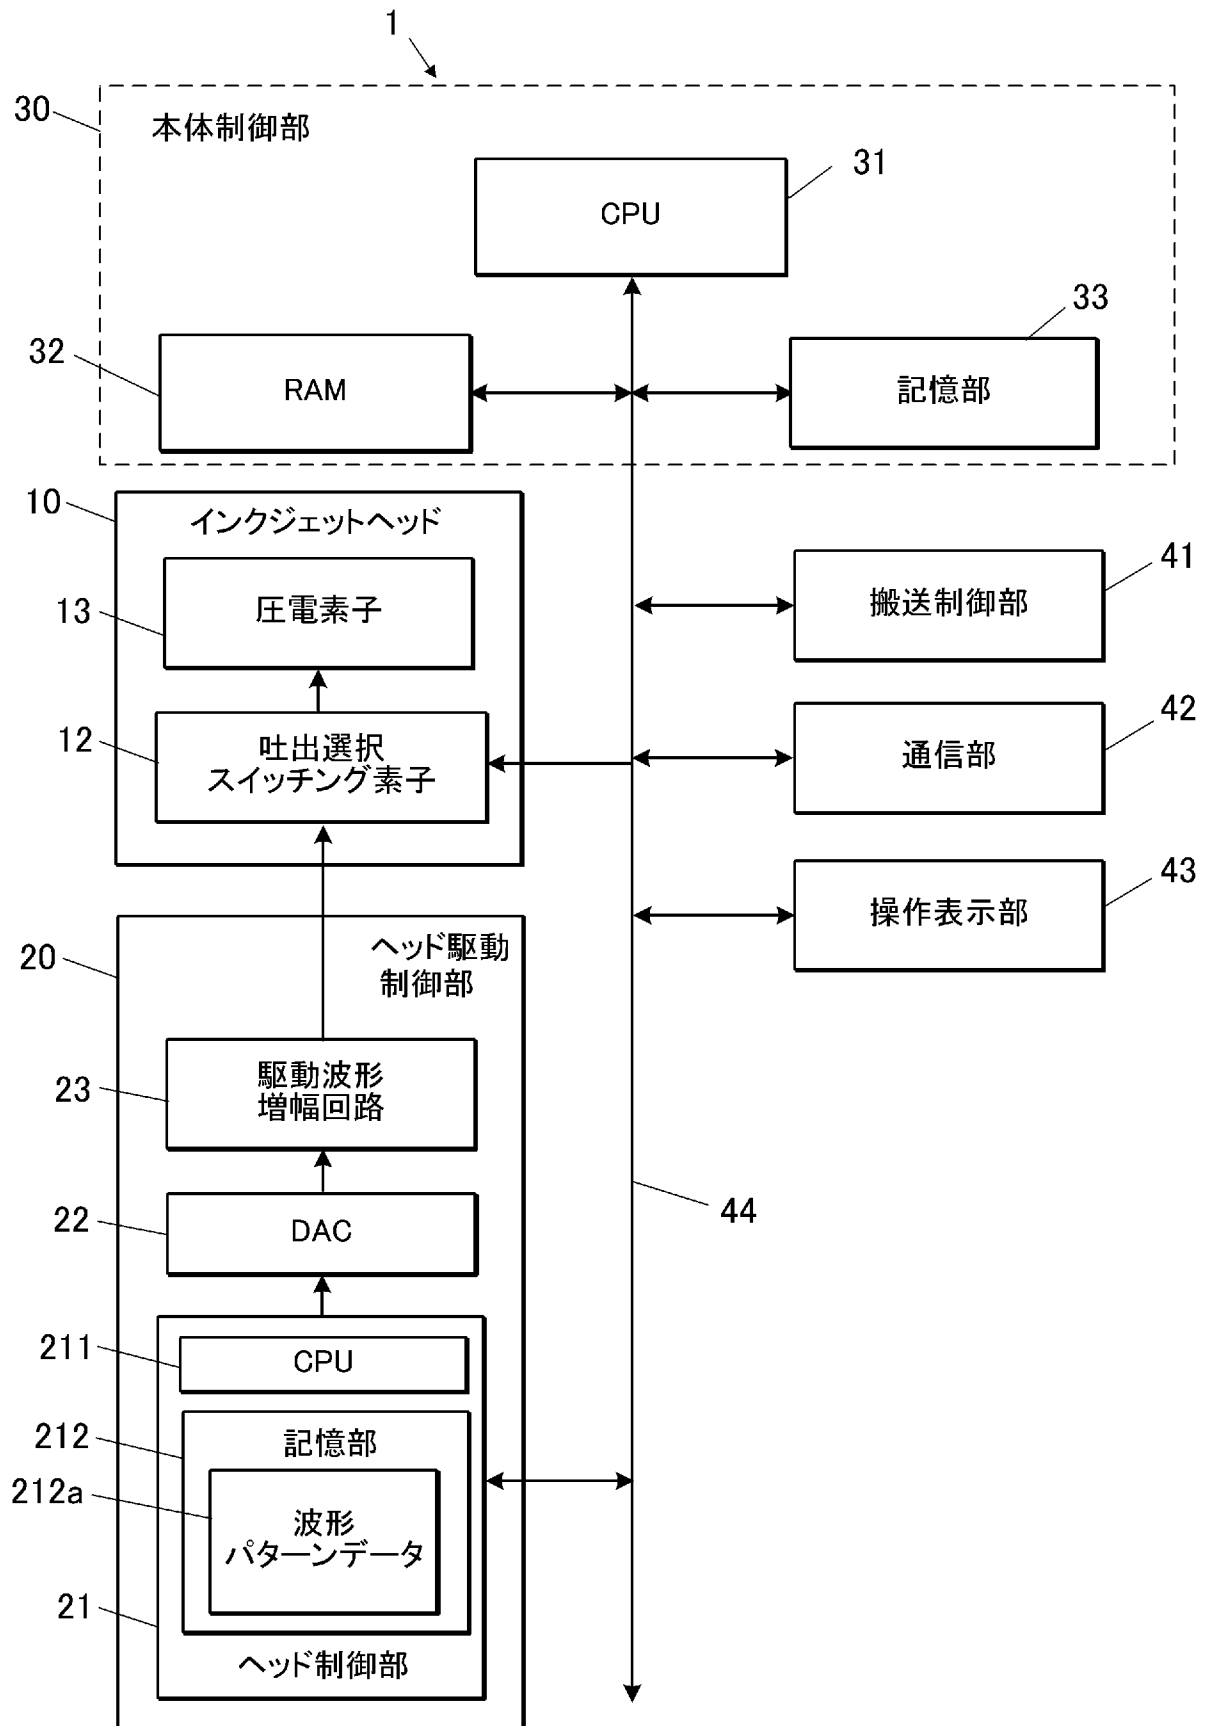 1
30
本体制御部
31
CPU
33
32
RAM
記憶部
10
インクジェットヘッド
13
圧電素子
41
搬送制御部
12
吐出選択
スイッチング素子
42
通信部
43
操作表示部
20
ヘッド駆動
制御部
23
駆動波形
増幅回路
22
DAC
44
211
CPU
212
記憶部
212a
波形
パターンデータ
21
ヘッド制御部